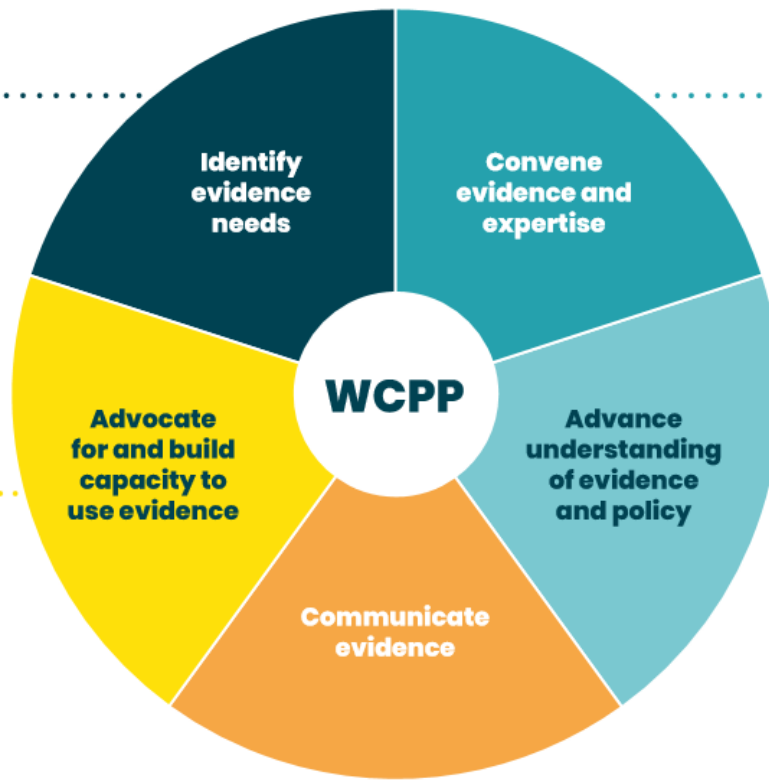 Identify
evidence
needs
Convene
evidence and
expertise
WCPP
Advocate
for and build
capacity to
use evidence
Advance
understanding
of evidence
and policy
Communicate
evidence